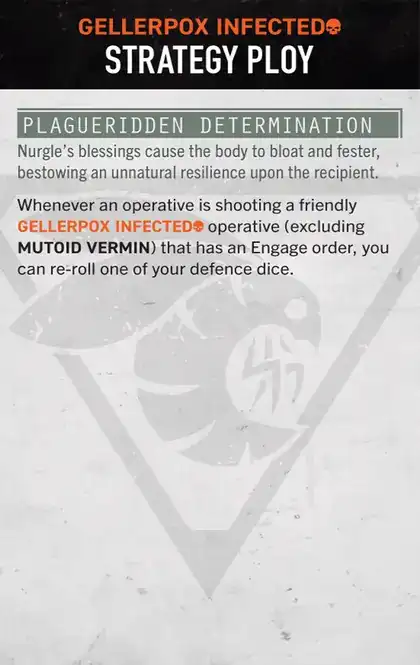 GELLERPOX INFECTED
STRATEGY PLOY
PLAGUERIDDEN DETERMINATION
Nurgle's blessings cause the body to bloat and fester,
bestowing an unnatural resilience upon the recipient.
Whenever an operative is shooting a friendly
GELLERPOX INFECTED operative (excluding
MUTOID VERMIN) that has an Engage order, you
can re-roll one of your defence dice.